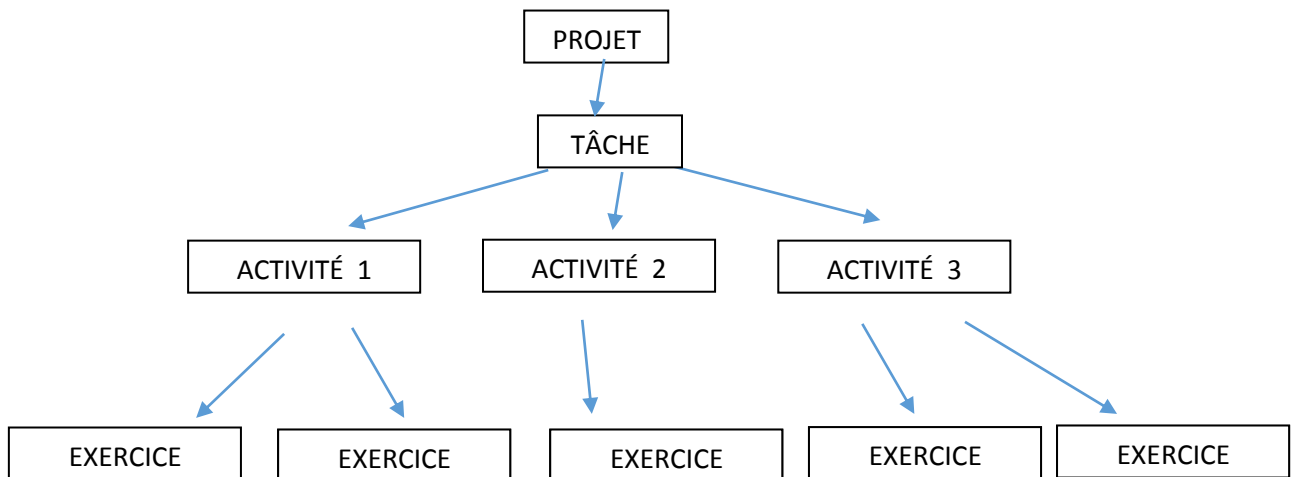 PROJET
TÂCHE
ACTIVITÉ 1
ACTIVITÉ 2
ACTIVITÉ 3
EXERCICE
EXERCICE
EXERCICE
EXERCICE
EXERCICE